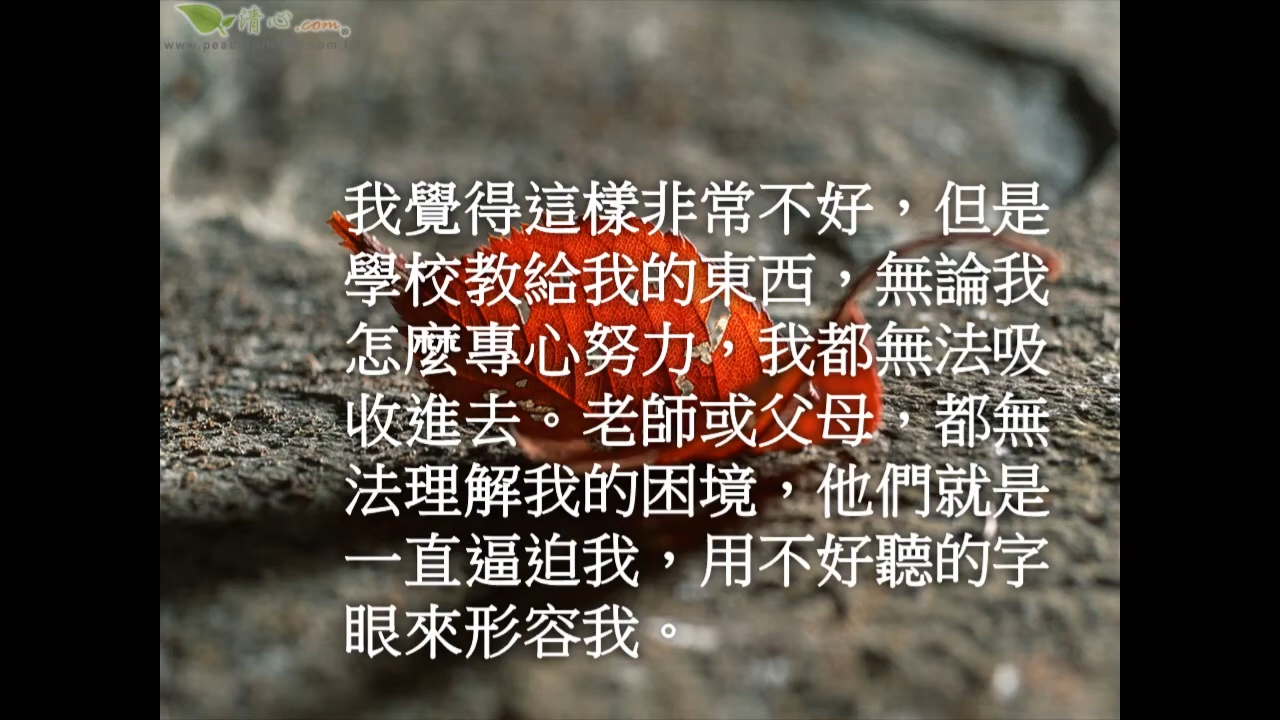 清心.com
我覺得這樣非常不好，但是
學校教給我的東西，無論我
怎麼專心努力，我都無法吸
收進去。老師或父母，都無
法理解我的困境，他們就是
一直逼迫我，用不好聽的字
眼來形容我。